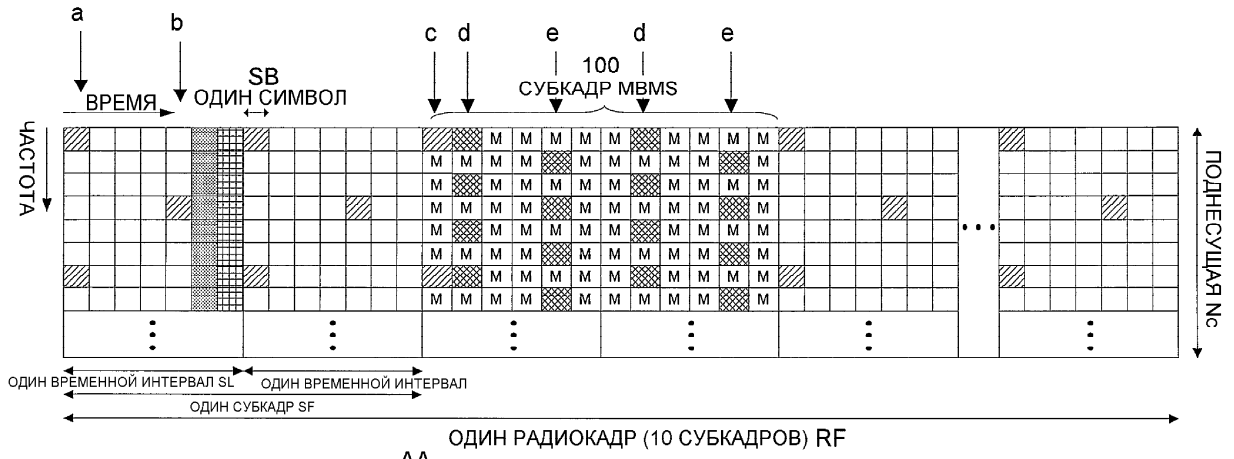 a
b
c d e d e
SB
ОДИН СИМВОЛ
100
СУБКАДР MBMS
ВРЕМЯ
ЧАСТОТА
ПОДНЕСУЩАЯ Nc
M M M M M M M M M
M M M M M M M M M M M M
M M M M M M M M M M M M
M M M M M M M M M M M M
M M M M M M M M M M M M
M M M M M M M M M M M M
M M M M M M M M M
M M M M M M M M M M M M
ОДИН ВРЕМЕННОЙ ИНТЕРВАЛ SL
ОДИН ВРЕМЕННОЙ ИНТЕРВАЛ
ОДИН СУБКАДР SF
ОДИН РАДИОКАДР (10 СУБКАДРОВ) RF